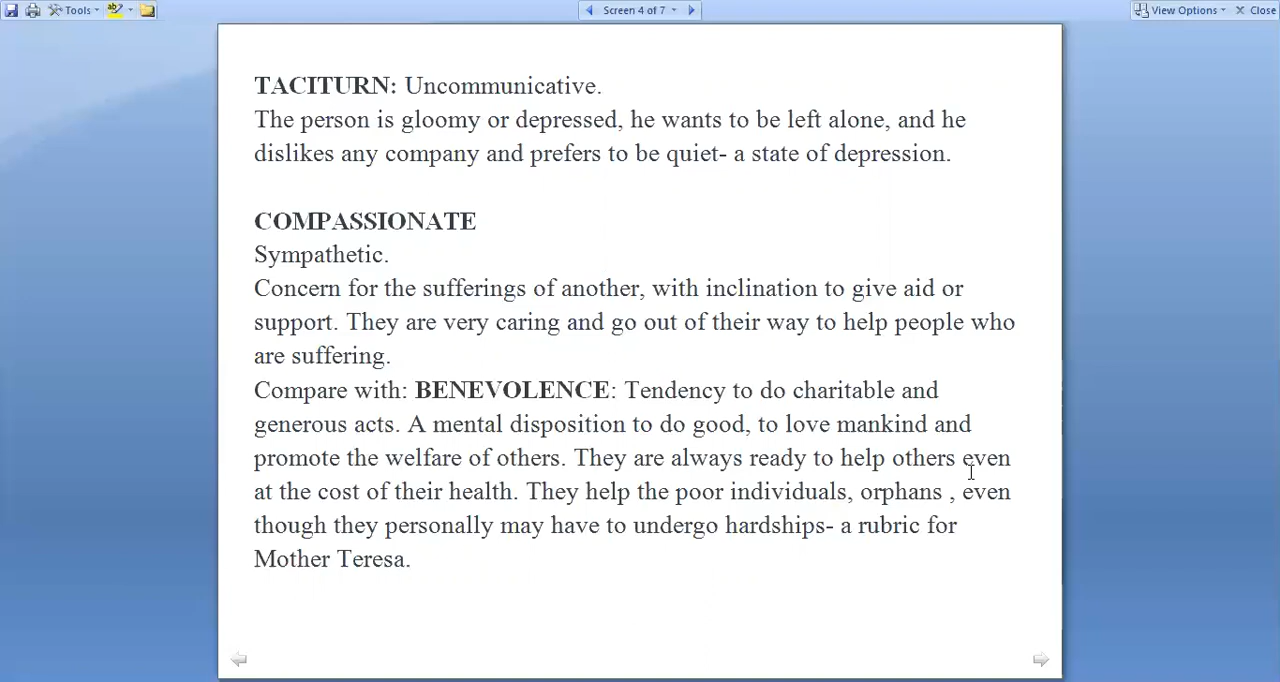 Tools
Screen 4 of 7
View Options
Close
TACITURN: Uncommunicative.
The person is gloomy or depressed, he wants to be left alone, and he
dislikes any company and prefers to be quiet- a state of depression.
COMPASSIONATE
Sympathetic.
Concern for the sufferings of another, with inclination to give aid or
support. They are very caring and go out of their way to help people who
are suffering.
Compare with: BENEVOLENCE: Tendency to do charitable and
generous acts. A mental disposition to do good, to love mankind and
promote the welfare of others. They are always ready to help others even
at the cost of their health. They help the poor individuals, orphans , even
though they personally may have to undergo hardships- a rubric for
Mother Teresa.